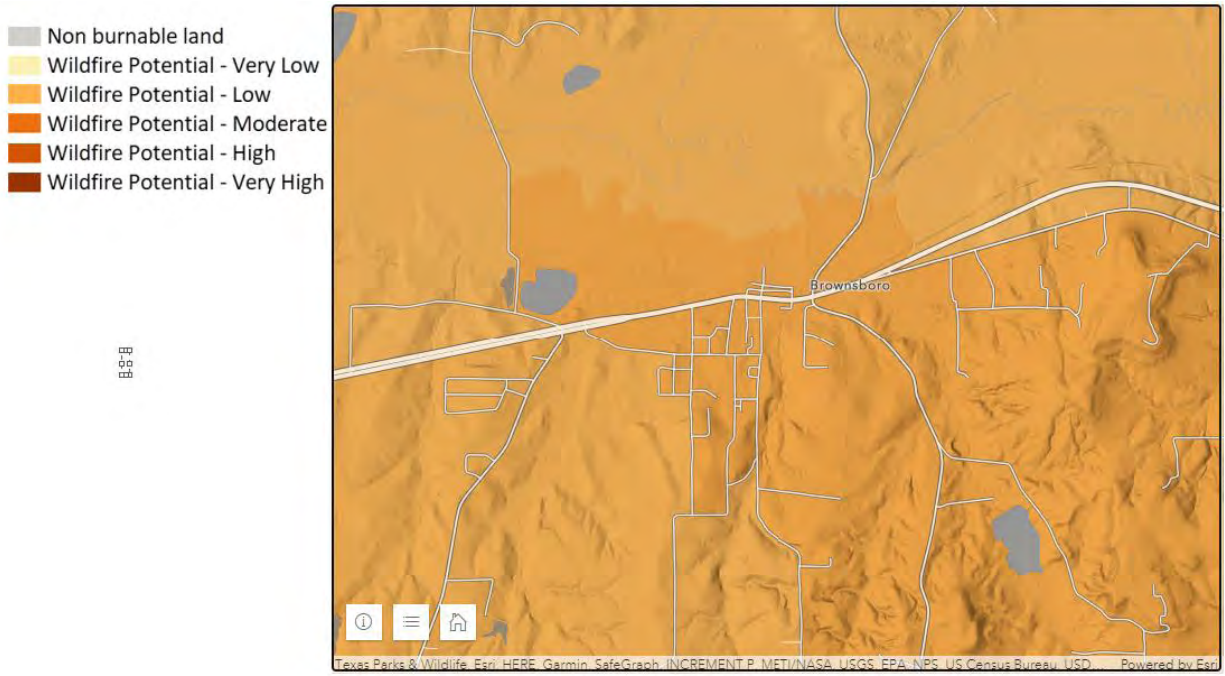 Non burnable land
Wildfire Potential - Very Low
Wildfire Potential - Low
Wildfire Potential - Moderate
Wildfire Potential - High
Wildfire Potential - Very High
Brownsboro
Texas Parks & Wildlife, Esri, HERE, Garmin, SafeGraph, INCREMENT P, METI/NASA, USGS, EPA, NPS, US Census Bureau, USD... Powered by Esri